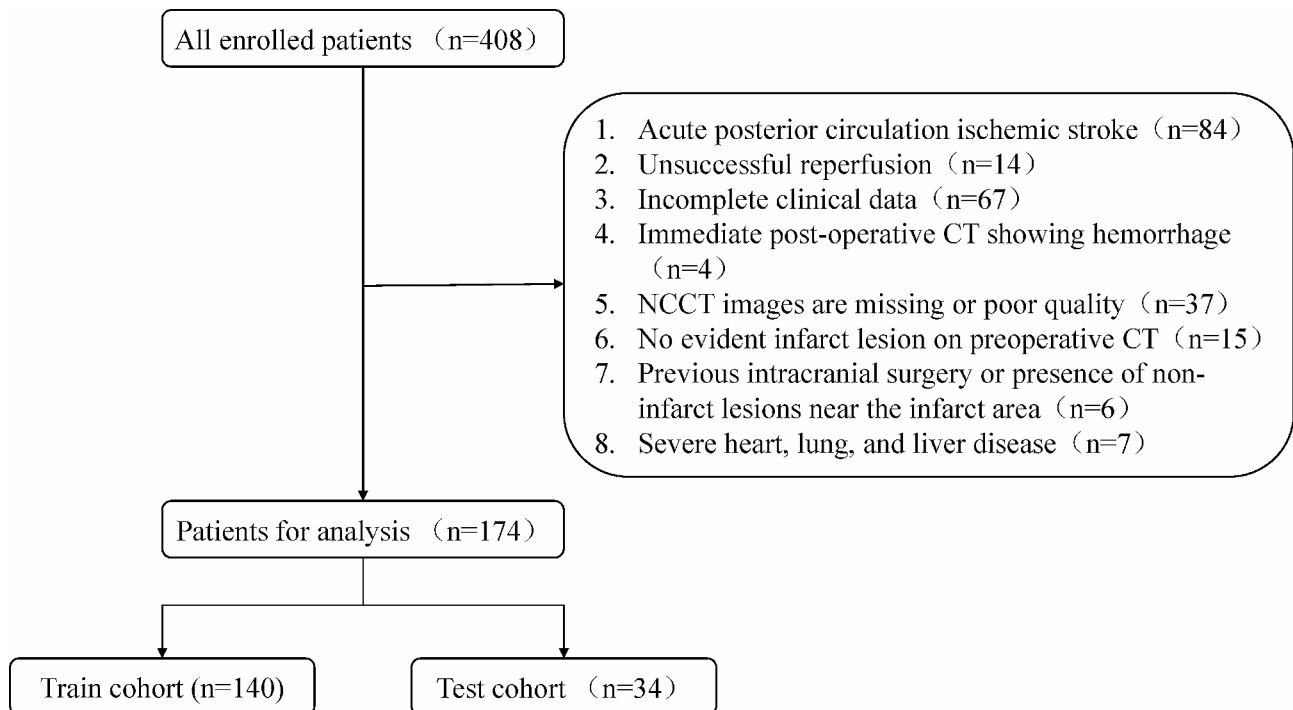 All enrolled patients （n=408）
1. Acute posterior circulation ischemic stroke（n=84）
2. Unsuccessful reperfusion（n=14）
3. Incomplete clinical data（n=67）
4. Immediate post-operative CT showing hemorrhage
（n=4）
5. NCCT images are missing or poor quality（n=37）
6. No evident infarct lesion on preoperative CT（n=15）
7. Previous intracranial surgery or presence of non-
infarct lesions near the infarct area（n=6）
8. Severe heart, lung, and liver disease（n=7）
Patients for analysis （n=174）
Train cohort (n=140)
Test cohort （n=34）